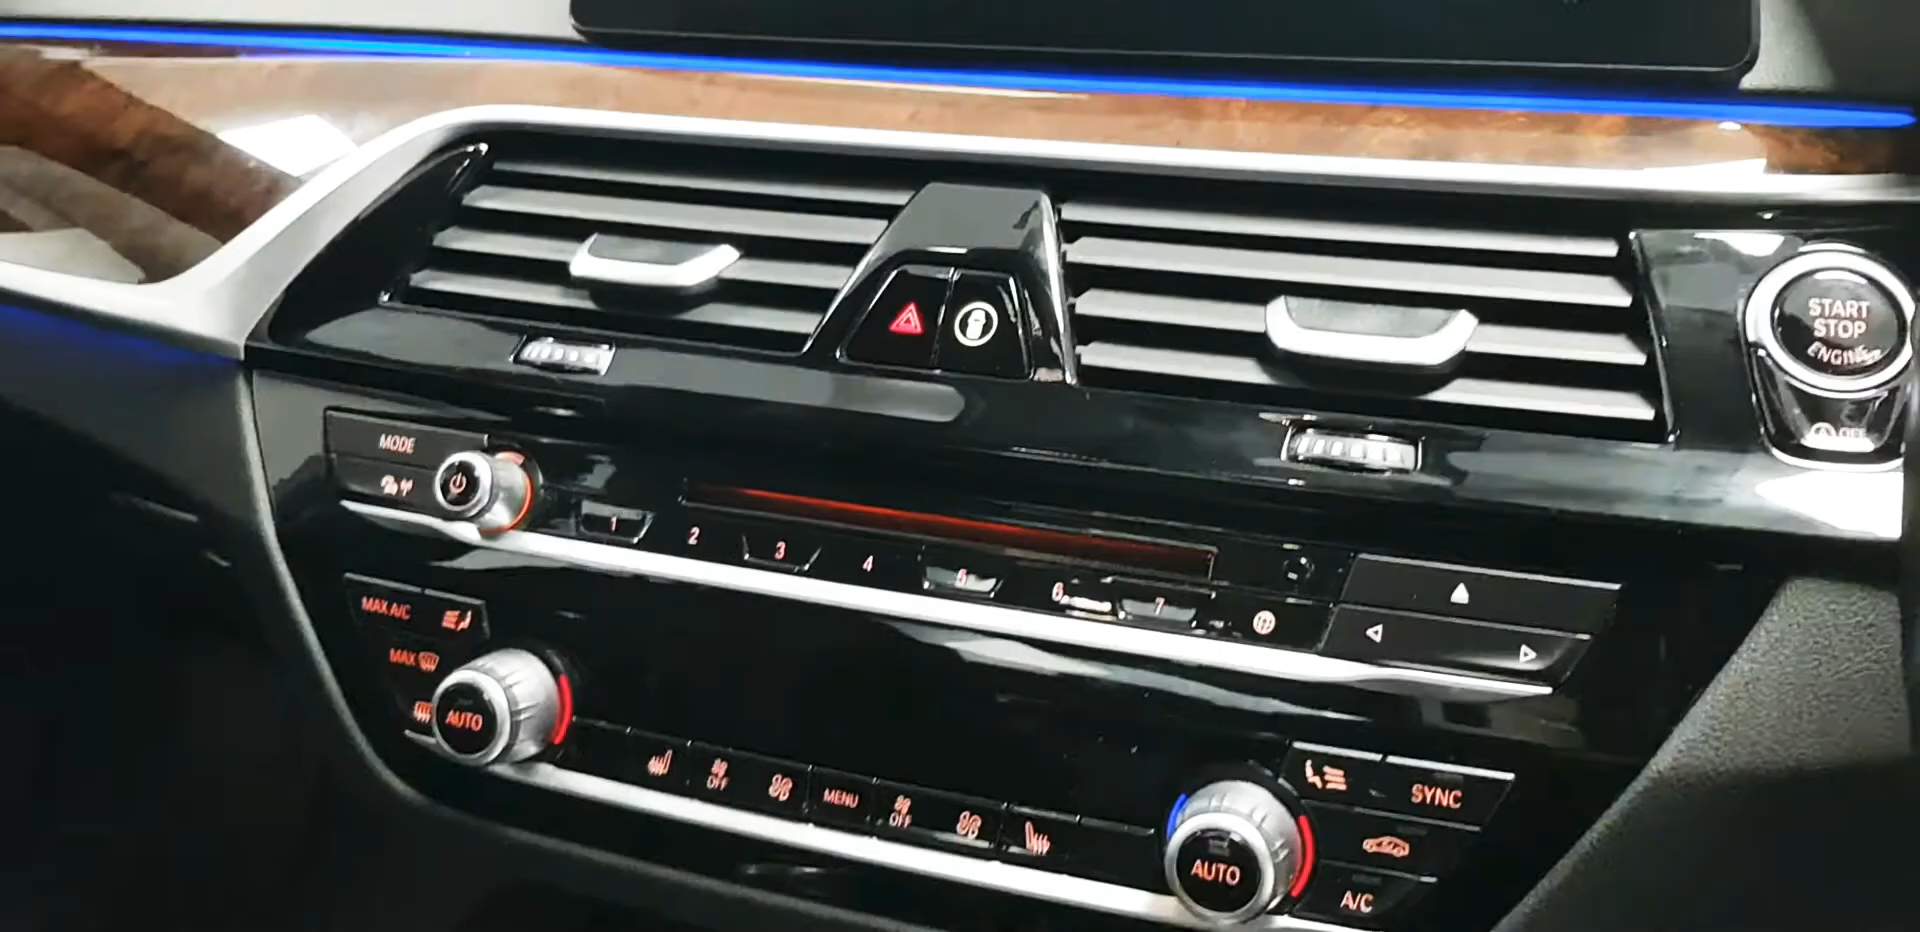 START
STOP
ENGINE
OFF
MODE
1
2
3
4
5
6
7
MAX A/C
MAX
AUTO
OFF
MENU
OFF
AUTO
SYNC
A/C